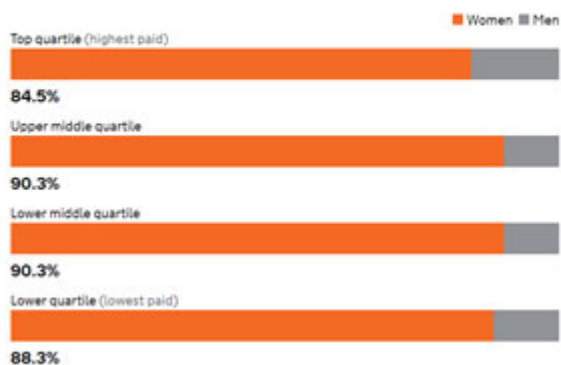 Women Men
Top quartile (highest paid)
84.5%
Upper middle quartile
90.3%
Lower middle quartile
90.3%
Lower quartile (lowest paid)
88.3%